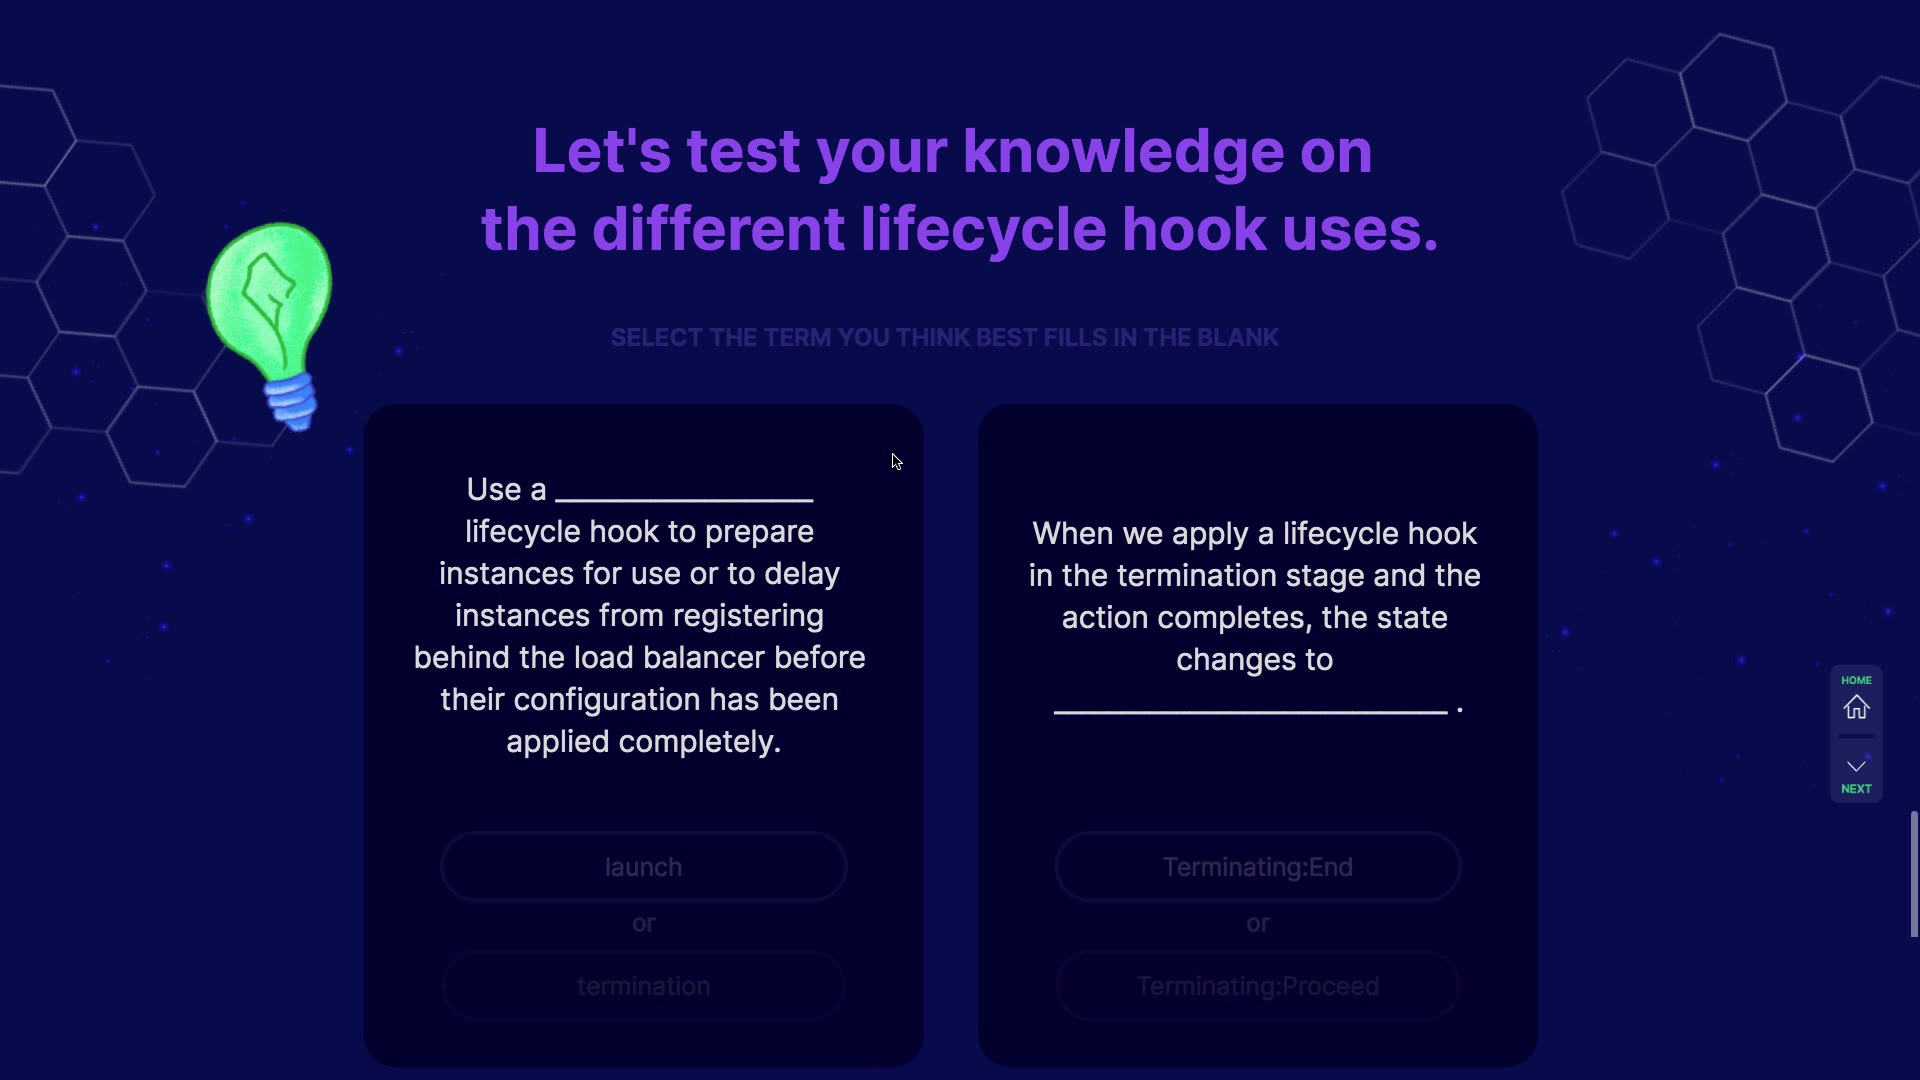 Let's test your knowledge on
the different lifecycle hook uses.
SELECT THE TERM YOU THINK BEST FILLS IN THE BLANK
Use a _________________
lifecycle hook to prepare
instances for use or to delay
instances from registering
behind the load balancer before
their configuration has been
applied completely.
launch
or
termination
When we apply a lifecycle hook
in the termination stage and the
action completes, the state
changes to
__________________________ .
Terminating:End
or
Terminating:Proceed
HOME
NEXT